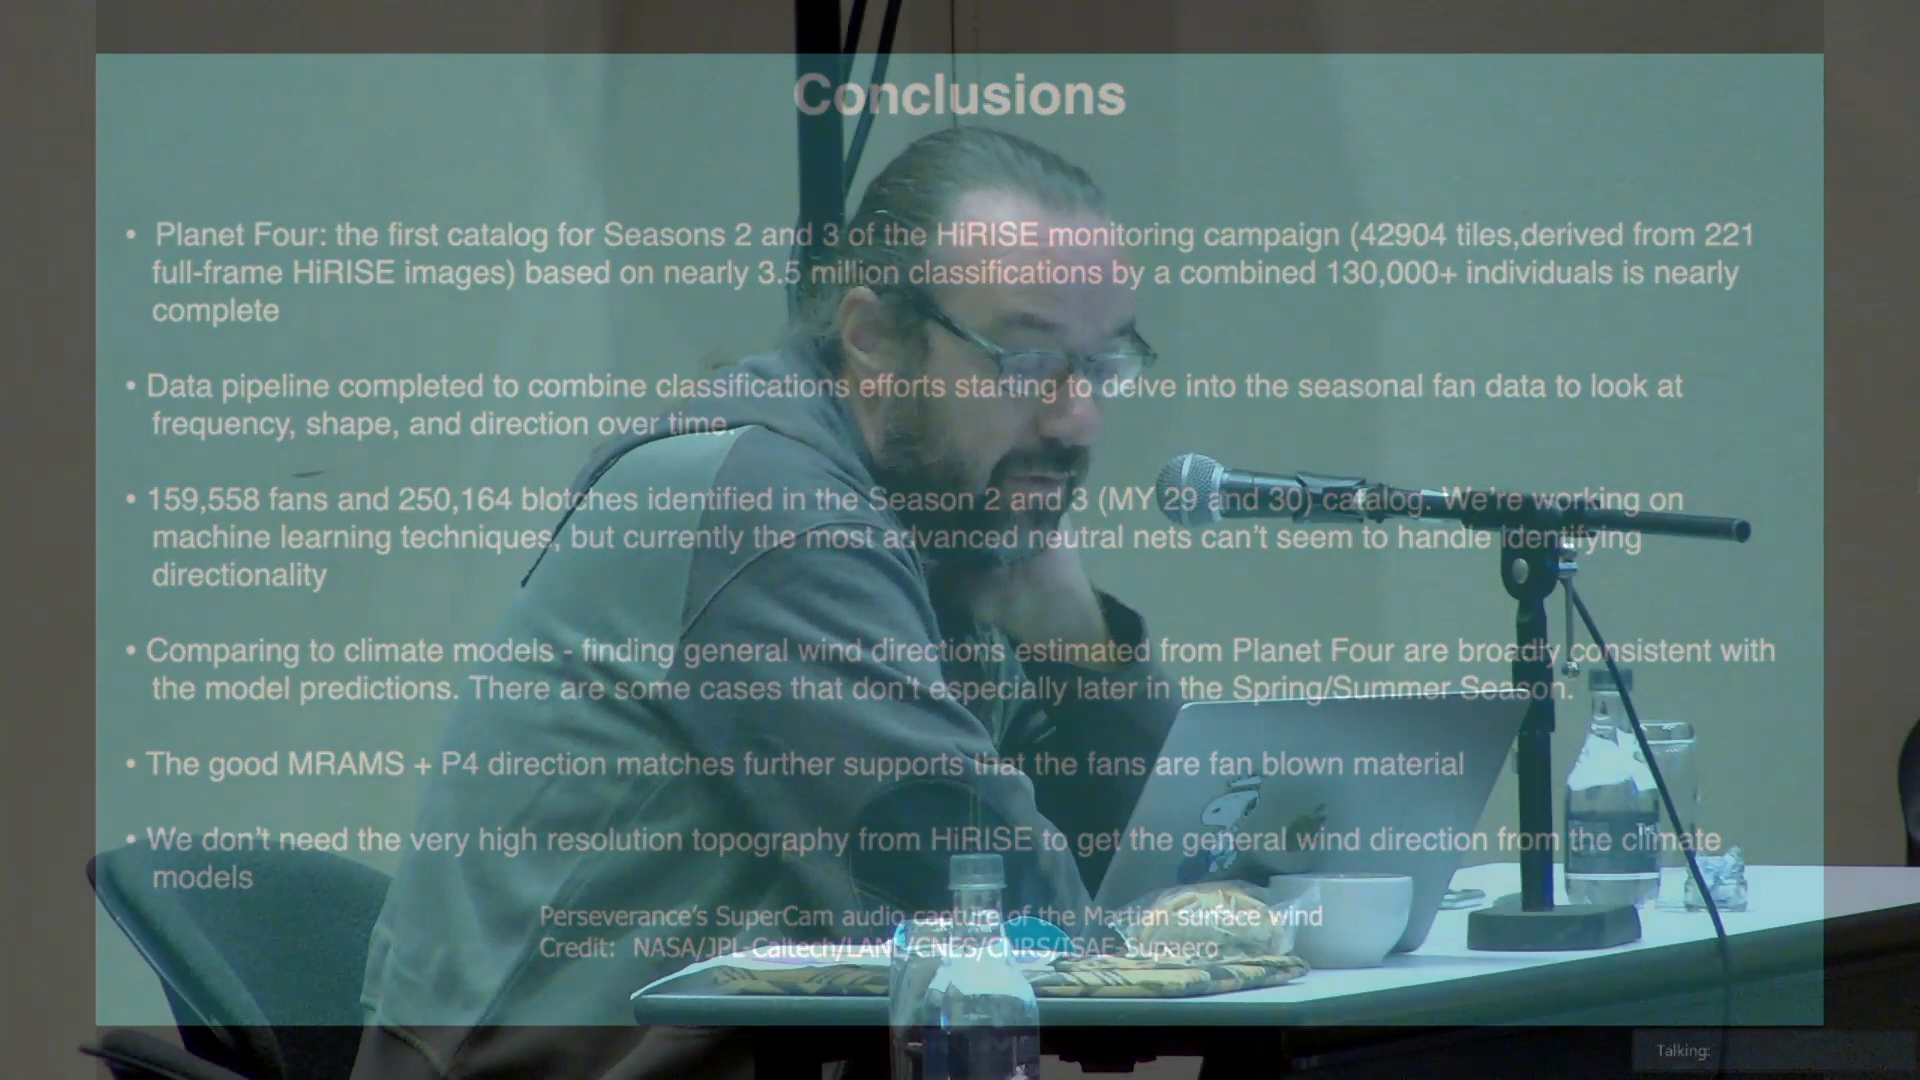 Conclusions
• Planet Four: the first catalog for Seasons 2 and 3 of the HiRISE monitoring campaign (42904 tiles,derived from 221
full-frame HiRISE images) based on nearly 3.5 million classifications by a combined 130,000+ individuals is nearly
complete
• Data pipeline completed to combine classifications efforts starting to delve into the seasonal fan data to look at
frequency, shape, and direction over time.
• 159,558 fans and 250,164 blotches identified in the Season 2 and 3 (MY 29 and 30) catalog. We're working on
machine learning techniques, but currently the most advanced neutral nets can't seem to handle identifying
directionality
• Comparing to climate models - finding general wind directions estimated from Planet Four are broadly consistent with
the model predictions. There are some cases that don't especially later in the Spring/Summer Season.
• The good MRAMS + P4 direction matches further supports that the fans are fan blown material
• We don't need the very high resolution topography from HiRISE to get the general wind direction from the climate
models
Perseverance's SuperCam audio capture of the Martian surface wind
Credit: NASA/JPL-Caltech/LANL/CNES/CNRS/ISAE-Supaero
Talking: